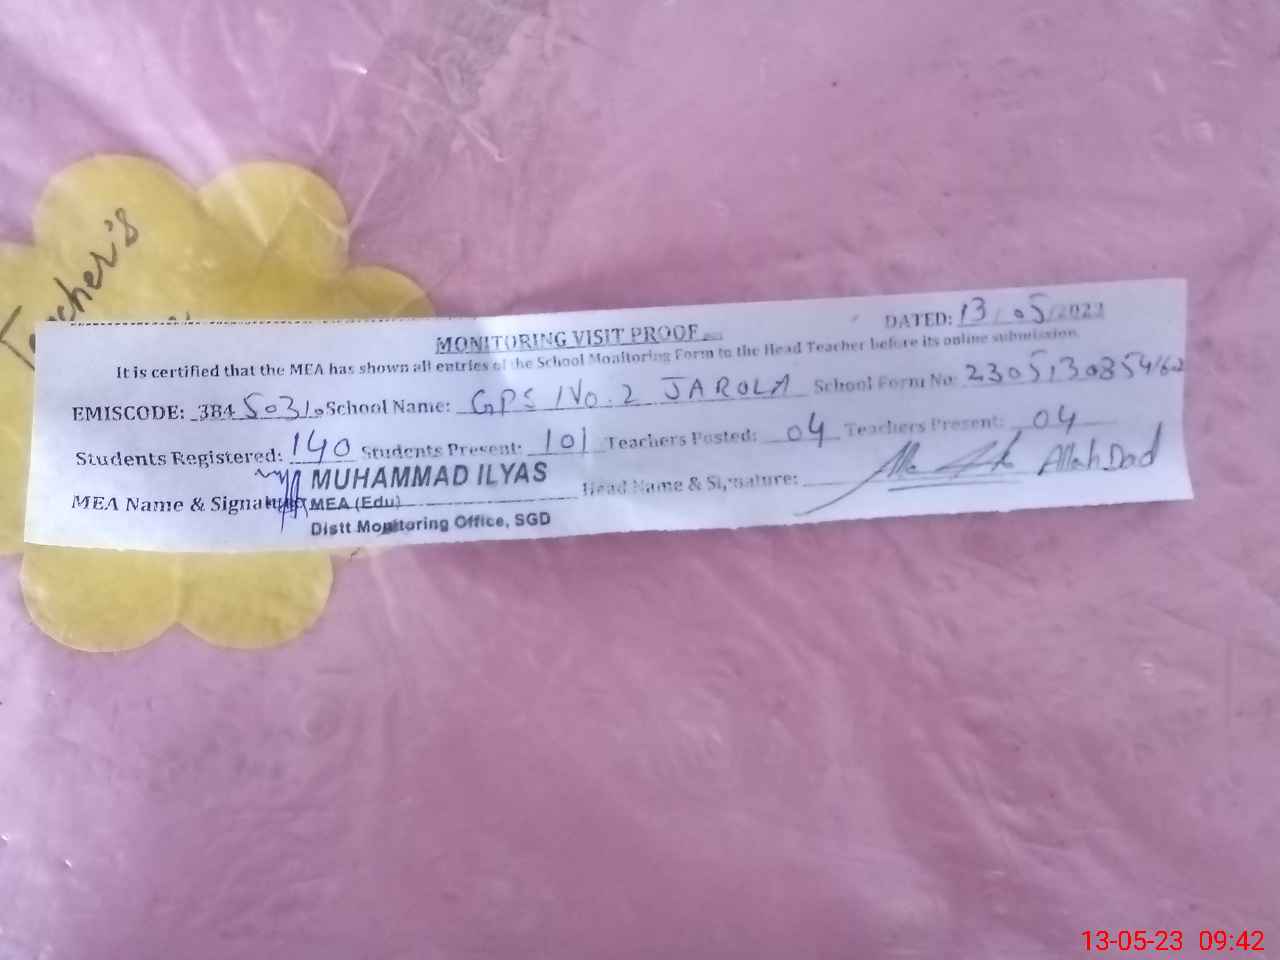 Teacher's
MONITORING VISIT PROOF
DATED: 13/05/2023
It is certified that the MEA has shown all entries of the School Monitoring Form to the Head Teacher before its online submission
EMISCODE: 384 50310 School Name: GPS No. 2 JAROLA School Form No: 2305130854162
Students Registered: 140 Students Present: 101 Teachers Posted: 04 Teachers Present: 04
MEA Name & Signature MUHAMMAD ILYAS Head Name & Signature: Allah Dad
MEA (Edu)
Distt Monitoring Office, SGD
13-05-23 09:42